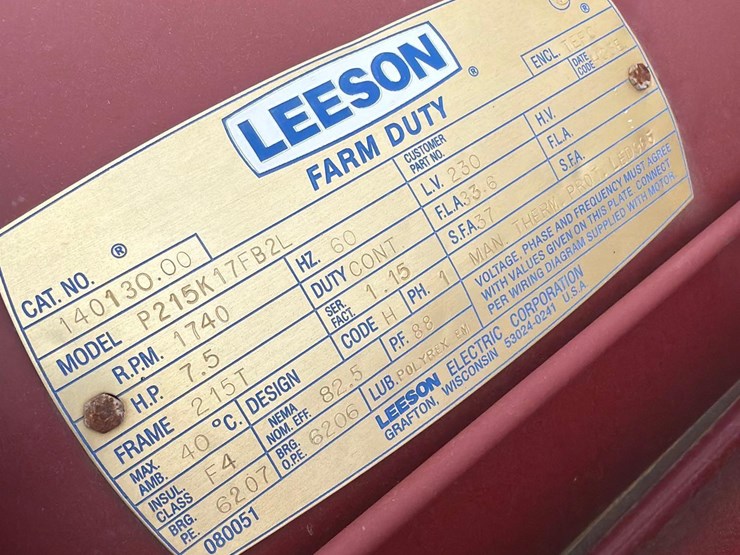 LEESON ®
FARM DUTY
ENCL. TEFC
DATE CODE
CUSTOMER PART NO.
CAT. NO. ® 140130.00
MODEL P215K17FB2L
R.P.M. 1740 HZ. 60 L.V. 230 H.V.
H.P. 7.5 DUTY CONT. F.L.A. 33.6 F.L.A.
FRAME 215T SER. FACT. 1.15 S.F.A. 37 S.F.A.
MAX. AMB. 40 °C. DESIGN CODE H PH. 1 MAN. THERM. PROT.
INSUL. CLASS F4 NEMA NOM. EFF. 82.5 P.F. 88
BRG. P.E. 6207 BRG. O.P.E. 6206 LUB. POLYREX EM
VOLTAGE, PHASE AND FREQUENCY MUST AGREE
WITH VALUES GIVEN ON THIS PLATE. CONNECT
PER WIRING DIAGRAM SUPPLIED WITH MOTOR.
LEESON ELECTRIC CORPORATION
GRAFTON, WISCONSIN 53024-0241 U.S.A
080051